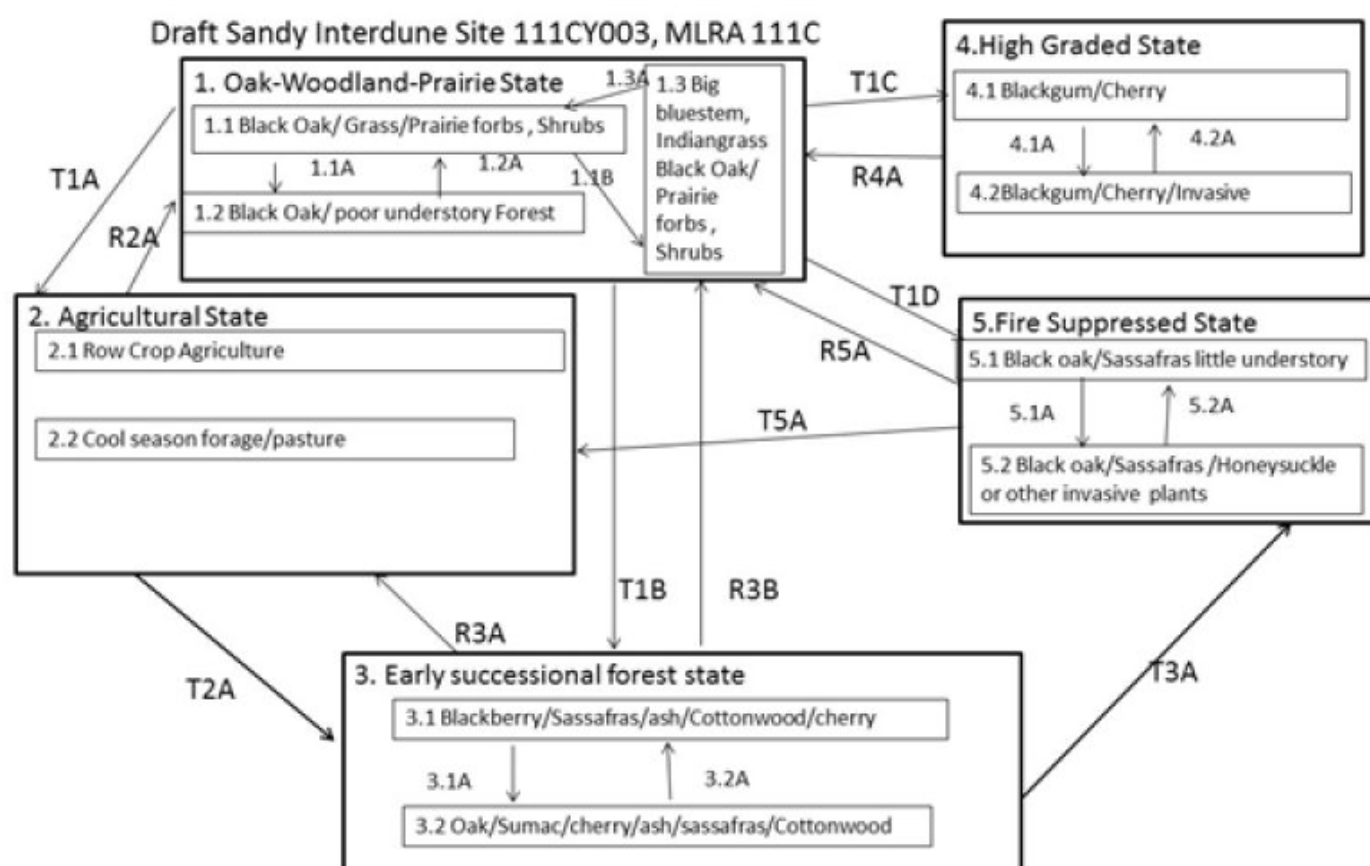 Draft Sandy Interdune Site 111CY003, MLRA 111C
1. Oak-Woodland-Prairie State
1.1 Black Oak/ Grass/Prairie forbs , Shrubs
1.1A
1.2A
1.2 Black Oak/ poor understory Forest
1.3A
1.1B
1.3 Big
bluestem,
Indiangrass
Black Oak/
Prairie
forbs ,
Shrubs
T1C
R4A
4.High Graded State
4.1 Blackgum/Cherry
4.1A
4.2A
4.2Blackgum/Cherry/Invasive
T1A
R2A
T1D
R5A
2. Agricultural State
2.1 Row Crop Agriculture
2.2 Cool season forage/pasture
T5A
5.Fire Suppressed State
5.1 Black oak/Sassafras little understory
5.1A
5.2A
5.2 Black oak/Sassafras /Honeysuckle
or other invasive plants
T1B
R3B
R3A
T2A
T3A
3. Early successional forest state
3.1 Blackberry/Sassafras/ash/Cottonwood/cherry
3.1A
3.2A
3.2 Oak/Sumac/cherry/ash/sassafras/Cottonwood